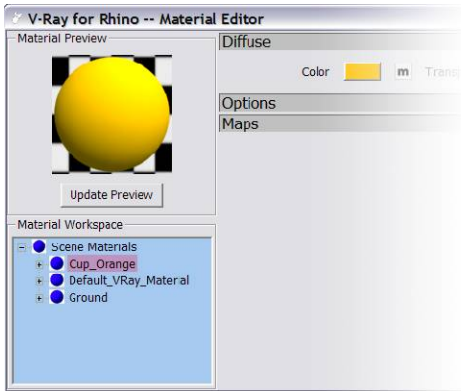 V-Ray for Rhino -- Material Editor
Material Preview
Diffuse
Color m Trans
Options
Maps
Update Preview
Material Workspace
Scene Materials
Cup_Orange
Default_VRay_Material
Ground